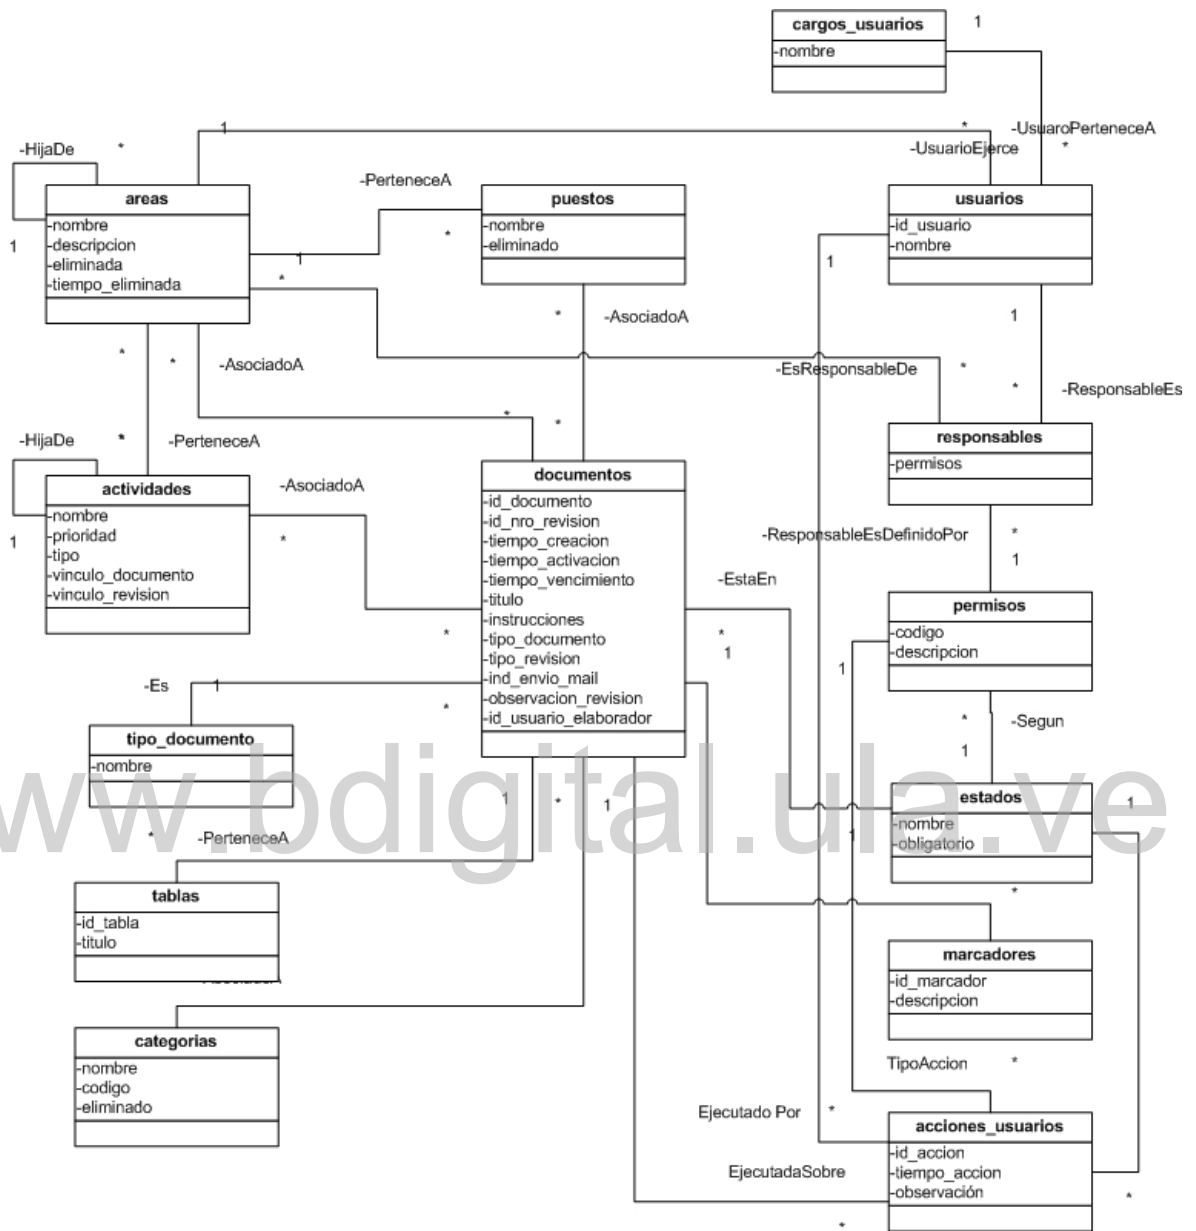 cargos_usuarios
1
-nombre
1
*
-UsuaroPerteneceA
-HijaDe
*
-UsuarioEjerce
*
-PerteneceA
areas
puestos
usuarios
-nombre
-descripcion
-eliminada
-tiempo_eliminada
1
-nombre
-eliminado
*
1
*
-id_usuario
-nombre
1
*
-AsociadoA
1
*
*
-AsociadoA
-EsResponsableDe
*
*
-ResponsableEs
*
*
-HijaDe
*
-PerteneceA
responsables
-permisos
actividades
-nombre
-prioridad
-tipo
-vinculo_documento
-vinculo_revision
1
-AsociadoA
*
*
documentos
-id_documento
-id_nro_revision
-tiempo_creacion
-tiempo_activacion
-tiempo_vencimiento
-titulo
-instrucciones
-tipo_documento
-tipo_revision
-ind_envio_mail
-observacion_revision
-id_usuario_elaborador
-ResponsableEsDefinidoPor
*
1
-EstaEn
*
1
permisos
-codigo
-descripcion
1
-Es
1
*
*
-Segun
1
tipo_documento
-nombre
www.bdigital.ula.ve
estados
-nombre
-obligatorio
1
1
*
1
1
*
-PerteneceA
*
tablas
-id_tabla
-titulo
marcadores
-id_marcador
-descripcion
categorias
-nombre
-codigo
-eliminado
TipoAccion
*
Ejecutado Por
*
acciones_usuarios
-id_accion
-tiempo_accion
-observación
EjecutadaSobre
*
*